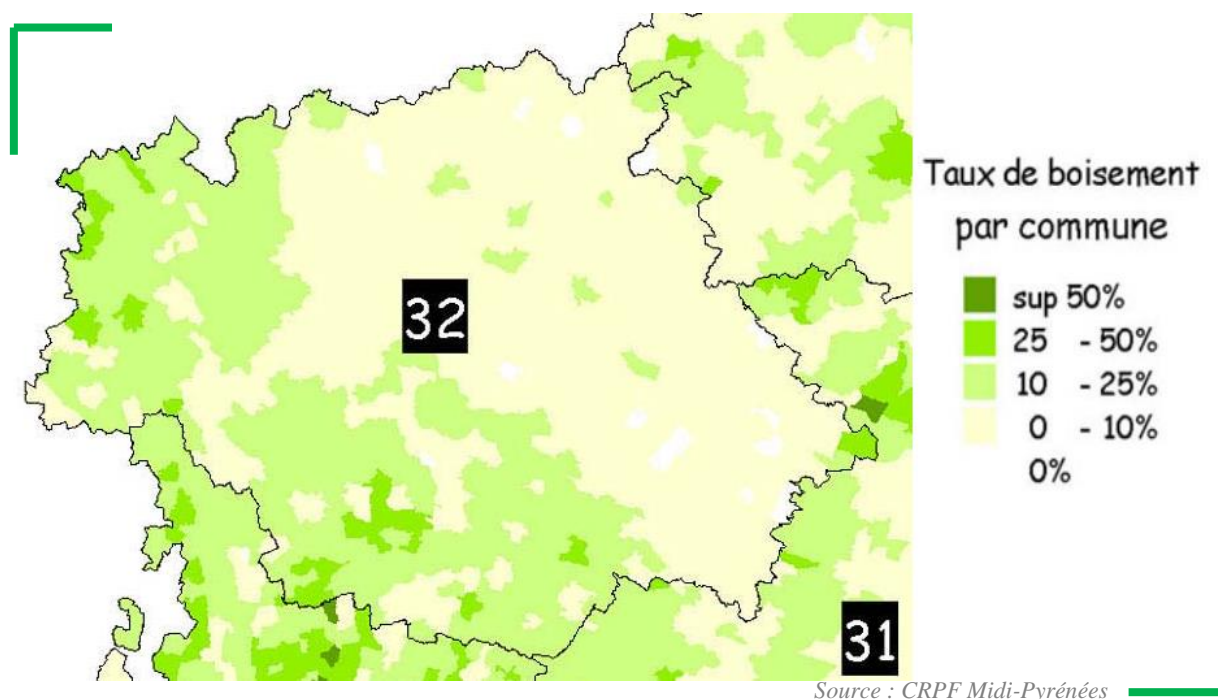 32
31
Taux de boisement
par commune
sup 50%
25 - 50%
10 - 25%
0 - 10%
0%
Source : CRPF Midi-Pyrénées